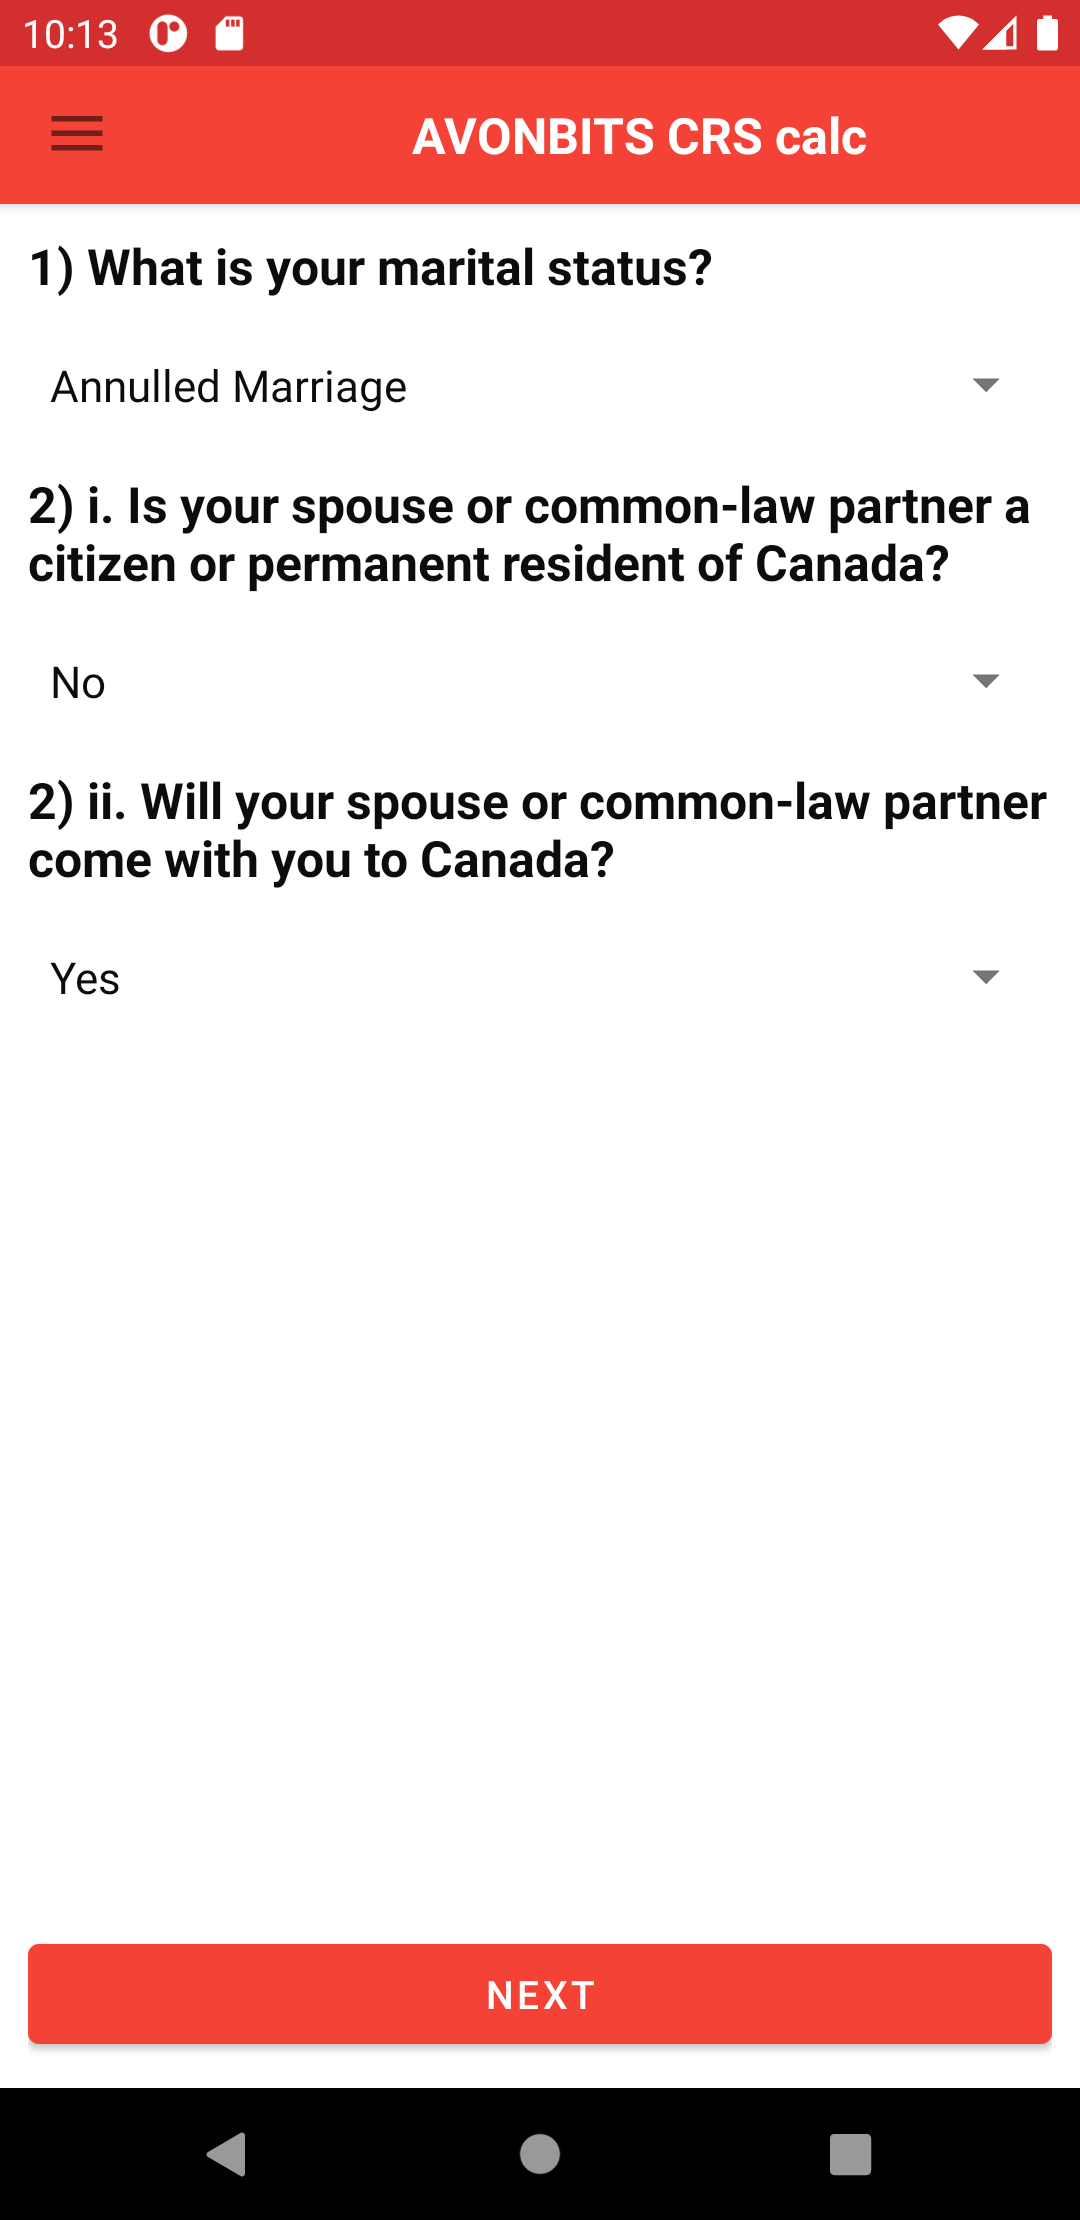 10:13
AVONBITS CRS calc
1) What is your marital status?
Annulled Marriage
2) i. Is your spouse or common-law partner a
citizen or permanent resident of Canada?
No
2) ii. Will your spouse or common-law partner
come with you to Canada?
Yes
NEXT